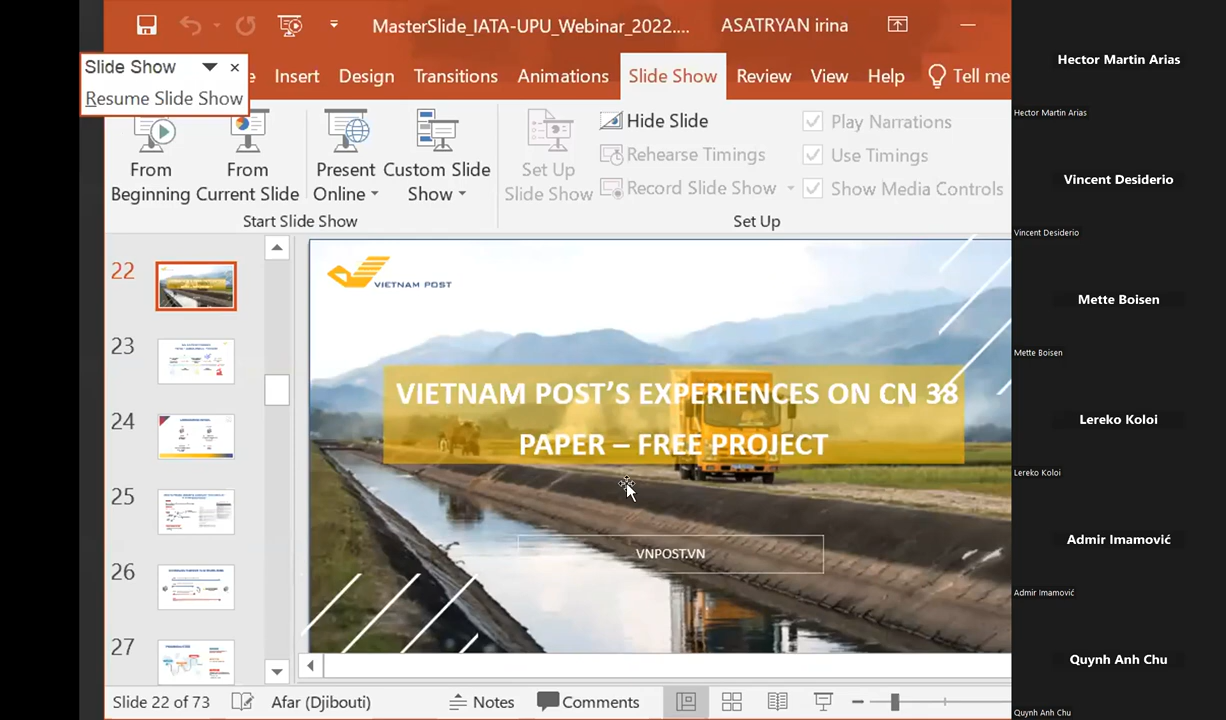 MasterSlide_IATA-UPU_Webinar_2022....
ASATRYAN irina
Slide Show
Resume Slide Show
Insert
Design
Transitions
Animations
Slide Show
Review
View
Help
Tell me
From
Beginning
From
Current Slide
Present
Online
Custom Slide
Show
Set Up
Slide Show
Hide Slide
Rehearse Timings
Record Slide Show
Play Narrations
Use Timings
Show Media Controls
Start Slide Show
Set Up
22
23
24
25
26
27
VIETNAM POST
VIETNAM POST’S EXPERIENCES ON CN 38
PAPER – FREE PROJECT
VNPOST.VN
Slide 22 of 73
Afar (Djibouti)
Notes
Comments
Hector Martin Arias
Hector Martin Arias
Vincent Desiderio
Vincent Desiderio
Mette Boisen
Mette Boisen
Lereko Koloi
Lereko Koloi
Admir Imamović
Admir Imamović
Quynh Anh Chu
Quynh Anh Chu